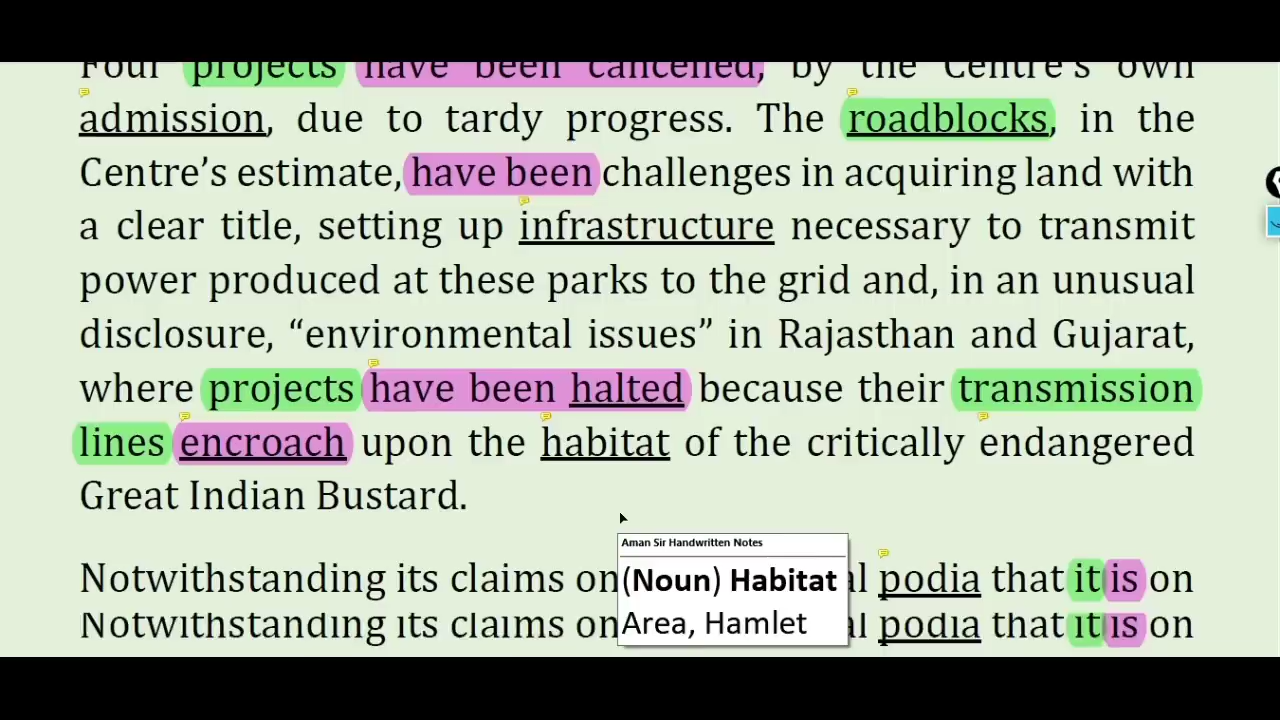 Four projects have been cancelled, by the Centre's own
admission, due to tardy progress. The roadblocks, in the
Centre's estimate, have been challenges in acquiring land with
a clear title, setting up infrastructure necessary to transmit
power produced at these parks to the grid and, in an unusual
disclosure, “environmental issues” in Rajasthan and Gujarat,
where projects have been halted because their transmission
lines encroach upon the habitat of the critically endangered
Great Indian Bustard.
Aman Sir Handwritten Notes
(Noun) Habitat
Area, Hamlet
Notwithstanding its claims on al podia that it is on
Notwithstanding its claims on al podia that it is on